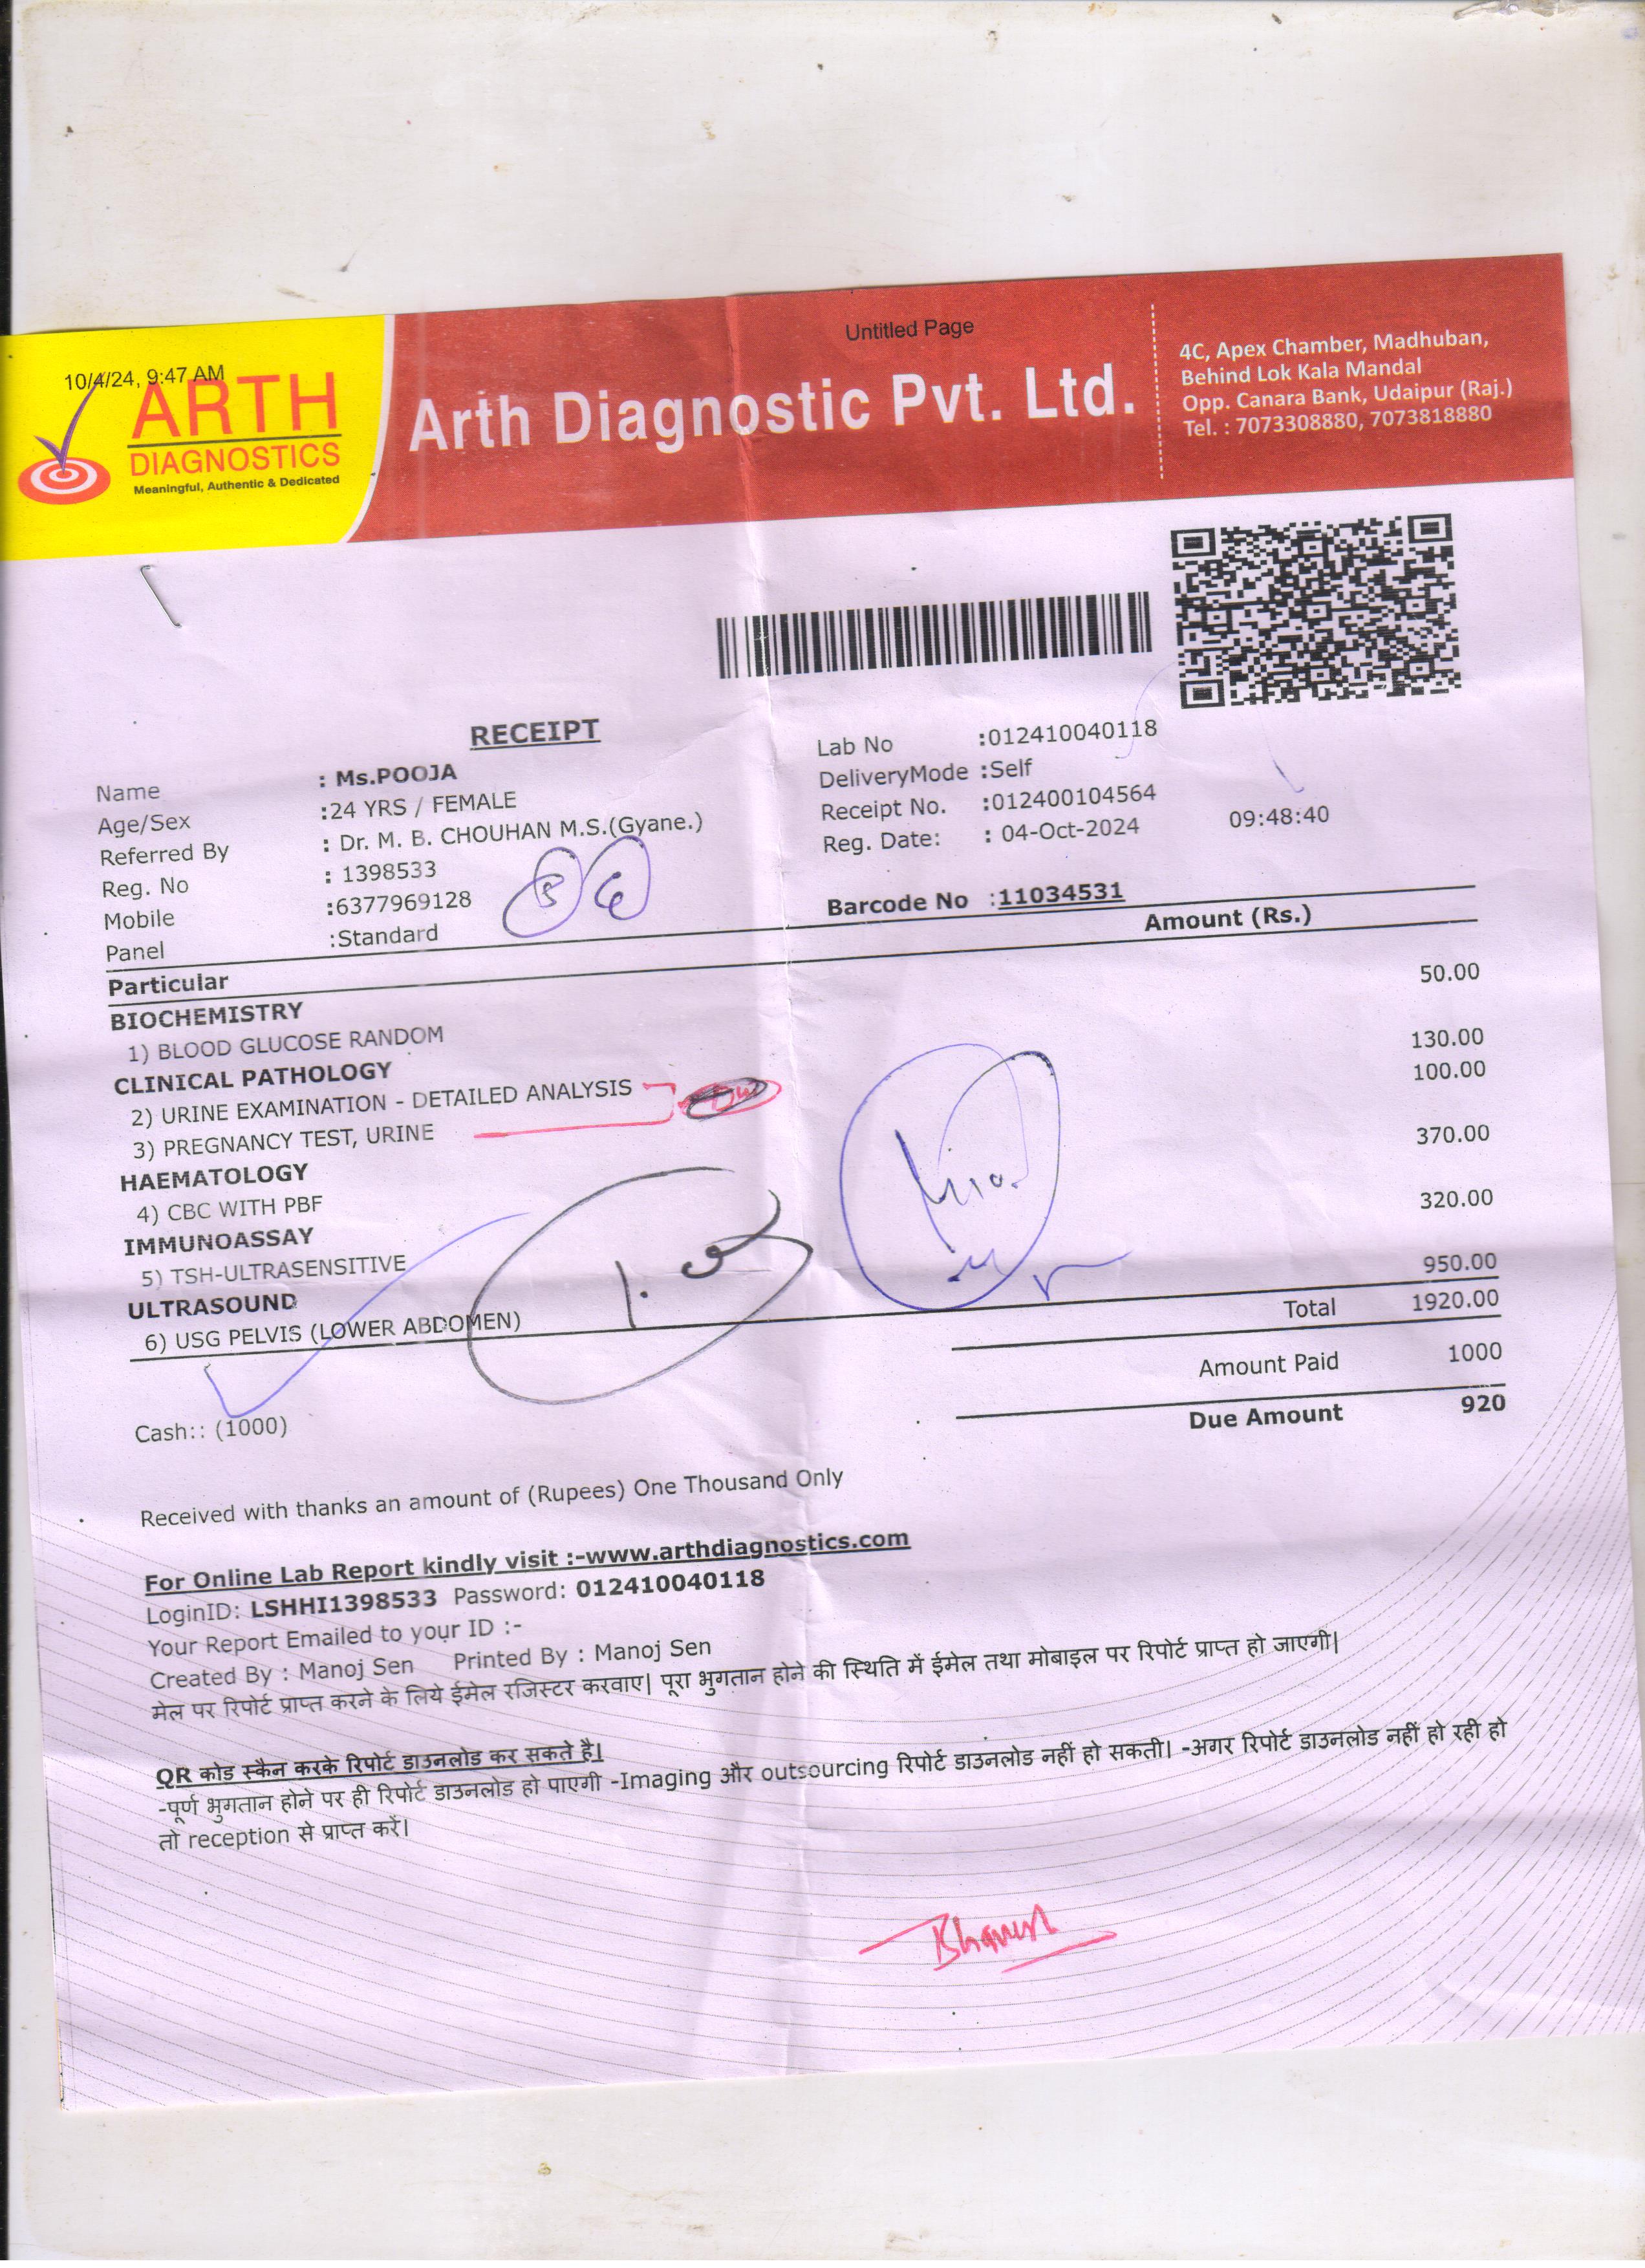 Untitled Page
10/4/24, 9:47 AM
ARTH
DIAGNOSTICS
Meaningful, Authentic & Dedicated
Arth Diagnostic Pvt. Ltd.
4C, Apex Chamber, Madhuban,
Behind Lok Kala Mandal
Opp. Canara Bank, Udaipur (Raj.)
Tel. : 7073308880, 7073818880
RECEIPT
Name : Ms.POOJA
Age/Sex :24 YRS / FEMALE
Referred By : Dr. M. B. CHOUHAN M.S.(Gyane.)
Reg. No : 1398533
Mobile :6377969128
Panel :Standard
Lab No :012410040118
DeliveryMode :Self
Receipt No. :012400104564
Reg. Date: : 04-Oct-2024 09:48:40
Barcode No :11034531
Particular Amount (Rs.)
BIOCHEMISTRY
1) BLOOD GLUCOSE RANDOM 50.00
CLINICAL PATHOLOGY
2) URINE EXAMINATION - DETAILED ANALYSIS 130.00
3) PREGNANCY TEST, URINE 100.00
HAEMATOLOGY
4) CBC WITH PBF 370.00
IMMUNOASSAY
5) TSH-ULTRASENSITIVE 320.00
ULTRASOUND
6) USG PELVIS (LOWER ABDOMEN) 950.00
Total 1920.00
Amount Paid 1000
Due Amount 920
Cash:: (1000)
Received with thanks an amount of (Rupees) One Thousand Only
For Online Lab Report kindly visit :-www.arthdiagnostics.com
LoginID: LSHHI1398533 Password: 012410040118
Your Report Emailed to your ID :-
Created By : Manoj Sen Printed By : Manoj Sen
मेल पर रिपोर्ट प्राप्त करने के लिये ईमेल रजिस्टर करवाए| पूरा भुगतान होने की स्थिति में ईमेल तथा मोबाइल पर रिपोर्ट प्राप्त हो जाएगी|
QR कोड स्कैन करके रिपोर्ट डाउनलोड कर सकते है|
-पूर्ण भुगतान होने पर ही रिपोर्ट डाउनलोड हो पाएगी -Imaging और outsourcing रिपोर्ट डाउनलोड नहीं हो सकती। -अगर रिपोर्ट डाउनलोड नहीं हो रही हो
तो reception से प्राप्त करें।